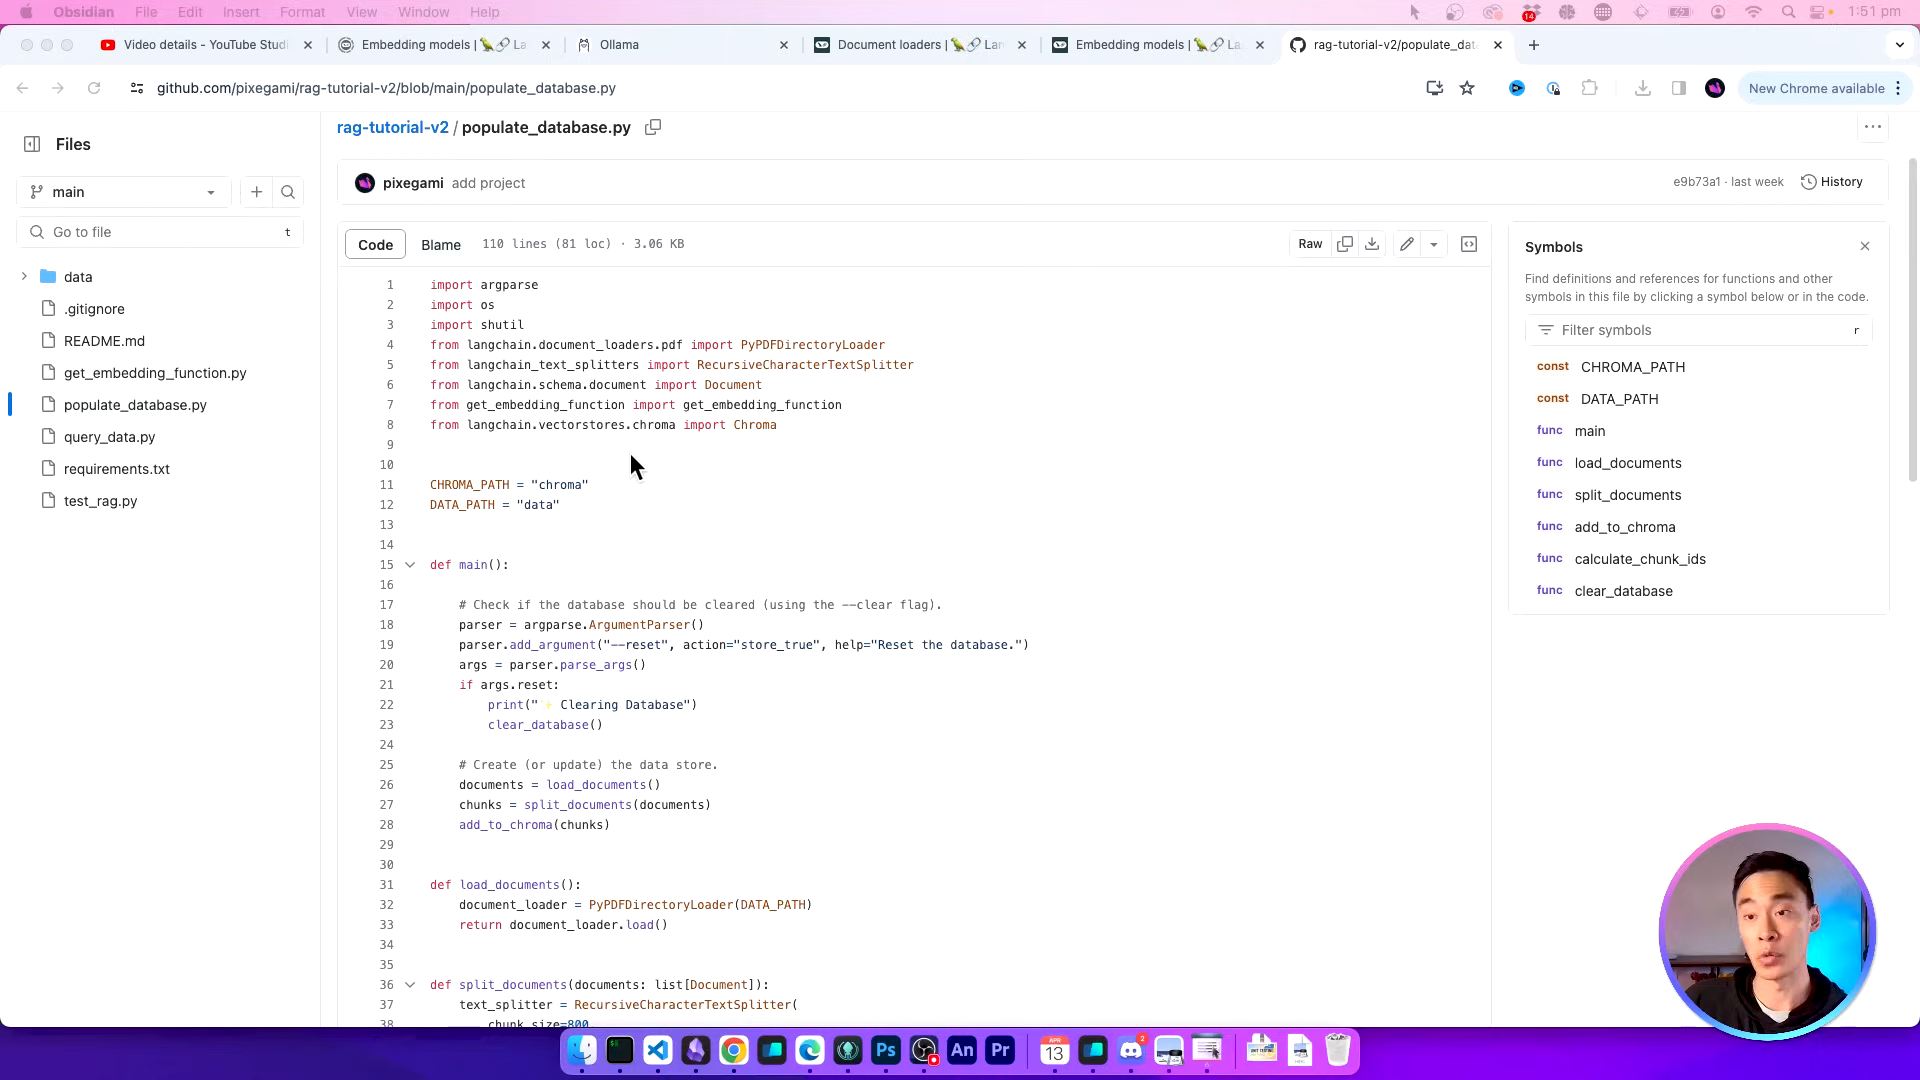 Obsidian File Edit Insert Format View Window Help 14 1:51 pm
Video details - YouTube Studi Embedding models | La Ollama Document loaders | Lan Embedding models | La rag-tutorial-v2/populate_dat
github.com/pixegami/rag-tutorial-v2/blob/main/populate_database.py New Chrome available
Files
main
Go to file t
data
.gitignore
README.md
get_embedding_function.py
populate_database.py
query_data.py
requirements.txt
test_rag.py
rag-tutorial-v2 / populate_database.py
pixegami add project e9b73a1 · last week History
Code Blame 110 lines (81 loc) · 3.06 KB Raw
1 import argparse
2 import os
3 import shutil
4 from langchain.document_loaders.pdf import PyPDFDirectoryLoader
5 from langchain_text_splitters import RecursiveCharacterTextSplitter
6 from langchain.schema.document import Document
7 from get_embedding_function import get_embedding_function
8 from langchain.vectorstores.chroma import Chroma
9
10
11 CHROMA_PATH = "chroma"
12 DATA_PATH = "data"
13
14
15 def main():
16
17 # Check if the database should be cleared (using the --clear flag).
18 parser = argparse.ArgumentParser()
19 parser.add_argument("--reset", action="store_true", help="Reset the database.")
20 args = parser.parse_args()
21 if args.reset:
22 print("✨ Clearing Database")
23 clear_database()
24
25 # Create (or update) the data store.
26 documents = load_documents()
27 chunks = split_documents(documents)
28 add_to_chroma(chunks)
29
30
31 def load_documents():
32 document_loader = PyPDFDirectoryLoader(DATA_PATH)
33 return document_loader.load()
34
35
36 def split_documents(documents: list[Document]):
37 text_splitter = RecursiveCharacterTextSplitter(
38 chunk_size=800,
Symbols
Find definitions and references for functions and other
symbols in this file by clicking a symbol below or in the code.
Filter symbols r
const CHROMA_PATH
const DATA_PATH
func main
func load_documents
func split_documents
func add_to_chroma
func calculate_chunk_ids
func clear_database
Ps An Pr APR 13 2